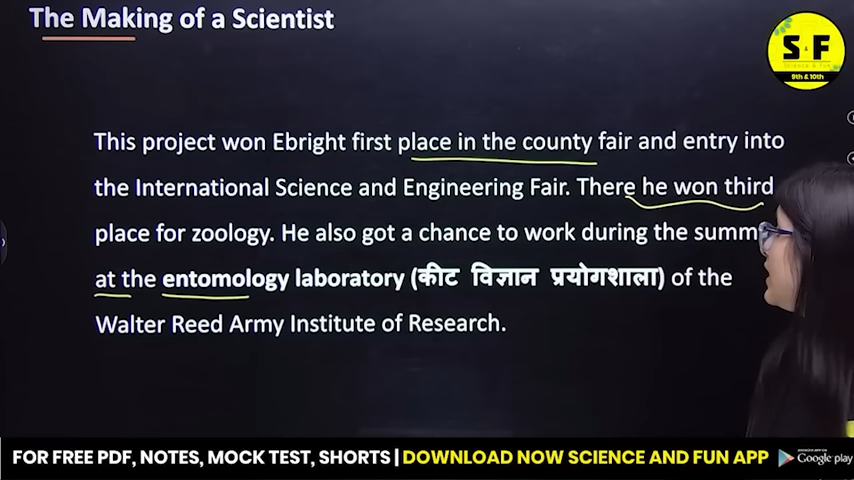 The Making of a Scientist
S & F
Science & Fun
9th & 10th
This project won Ebright first place in the county fair and entry into
the International Science and Engineering Fair. There he won third
place for zoology. He also got a chance to work during the summ
at the entomology laboratory (कीट विज्ञान प्रयोगशाला) of the
Walter Reed Army Institute of Research.
FOR FREE PDF, NOTES, MOCK TEST, SHORTS | DOWNLOAD NOW SCIENCE AND FUN APP Google play